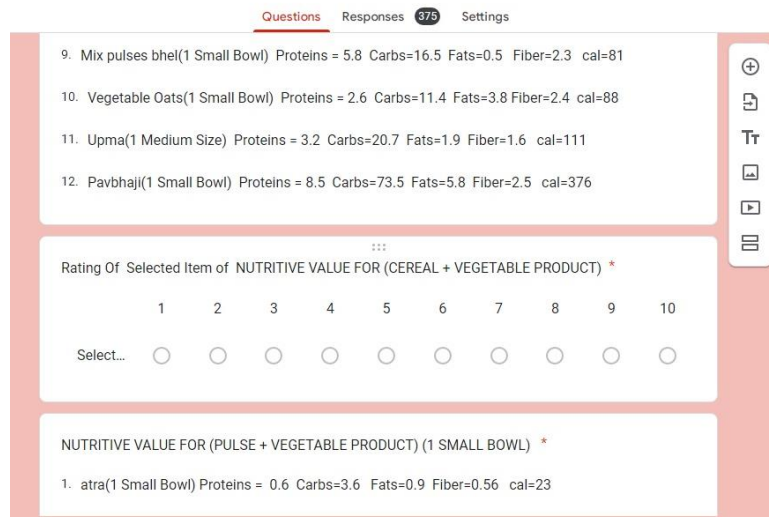 Questions Responses 375 Settings
9. Mix pulses bhel(1 Small Bowl) Proteins = 5.8 Carbs=16.5 Fats=0.5 Fiber=2.3 cal=81
10. Vegetable Oats(1 Small Bowl) Proteins = 2.6 Carbs=11.4 Fats=3.8 Fiber=2.4 cal=88
11. Upma(1 Medium Size) Proteins = 3.2 Carbs=20.7 Fats=1.9 Fiber=1.6 cal=111
12. Pavbhaji(1 Small Bowl) Proteins = 8.5 Carbs=73.5 Fats=5.8 Fiber=2.5 cal=376
Rating Of Selected Item of NUTRITIVE VALUE FOR (CEREAL + VEGETABLE PRODUCT) *
1 2 3 4 5 6 7 8 9 10
Select...
NUTRITIVE VALUE FOR (PULSE + VEGETABLE PRODUCT) (1 SMALL BOWL) *
1. atra(1 Small Bowl) Proteins = 0.6 Carbs=3.6 Fats=0.9 Fiber=0.56 cal=23